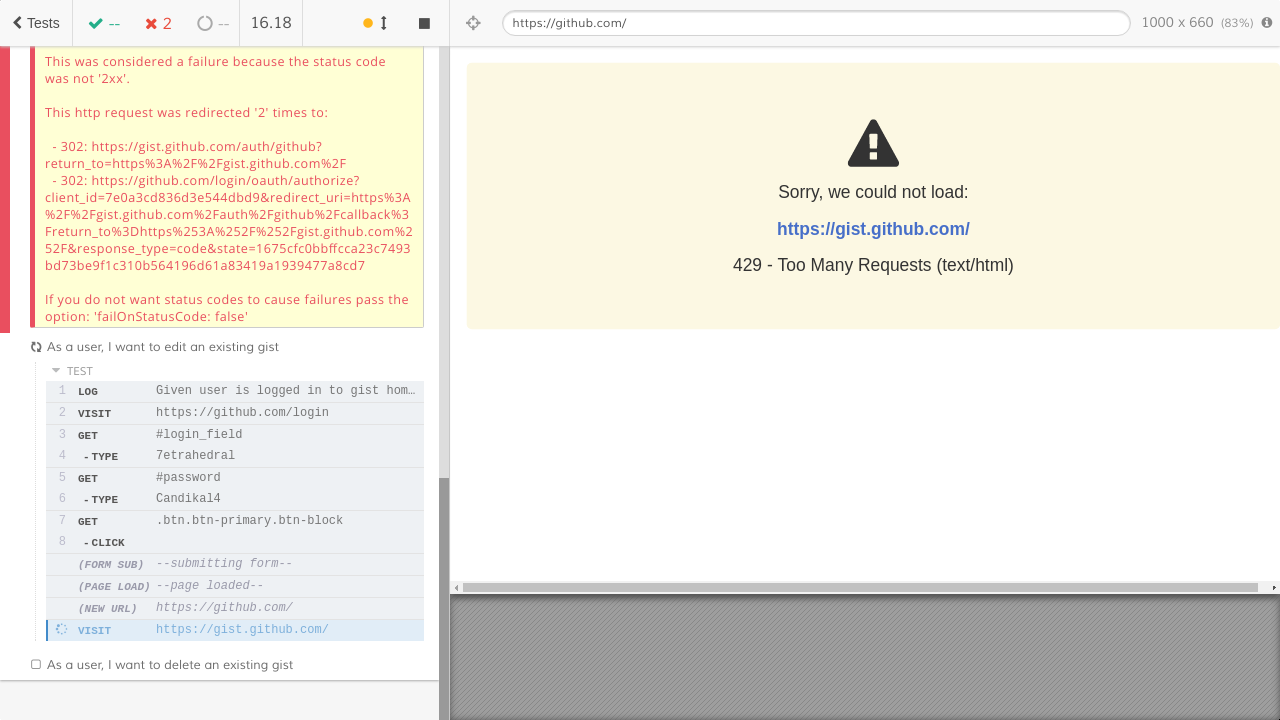 Tests
--
2
--
16.18
https://github.com/
1000 x 660 (83%)
This was considered a failure because the status code
was not '2xx'.
This http request was redirected '2' times to:
- 302: https://gist.github.com/auth/github?
return_to=https%3A%2F%2Fgist.github.com%2F
- 302: https://github.com/login/oauth/authorize?
client_id=7e0a3cd836d3e544dbd9&redirect_uri=https%3A
%2F%2Fgist.github.com%2Fauth%2Fgithub%2Fcallback%3
Freturn_to%3Dhttps%253A%252F%252Fgist.github.com%2
52F&response_type=code&state=1675cfc0bbffcca23c7493
bd73be9f1c310b564196d61a83419a1939477a8cd7
If you do not want status codes to cause failures pass the
option: 'failOnStatusCode: false'
As a user, I want to edit an existing gist
TEST
1 LOG Given user is logged in to gist hom…
2 VISIT https://github.com/login
3 GET #login_field
4 -TYPE 7etrahedral
5 GET #password
6 -TYPE Candikal4
7 GET .btn.btn-primary.btn-block
8 -CLICK
(FORM SUB) --submitting form--
(PAGE LOAD) --page loaded--
(NEW URL) https://github.com/
VISIT https://gist.github.com/
As a user, I want to delete an existing gist
Sorry, we could not load:
https://gist.github.com/
429 - Too Many Requests (text/html)